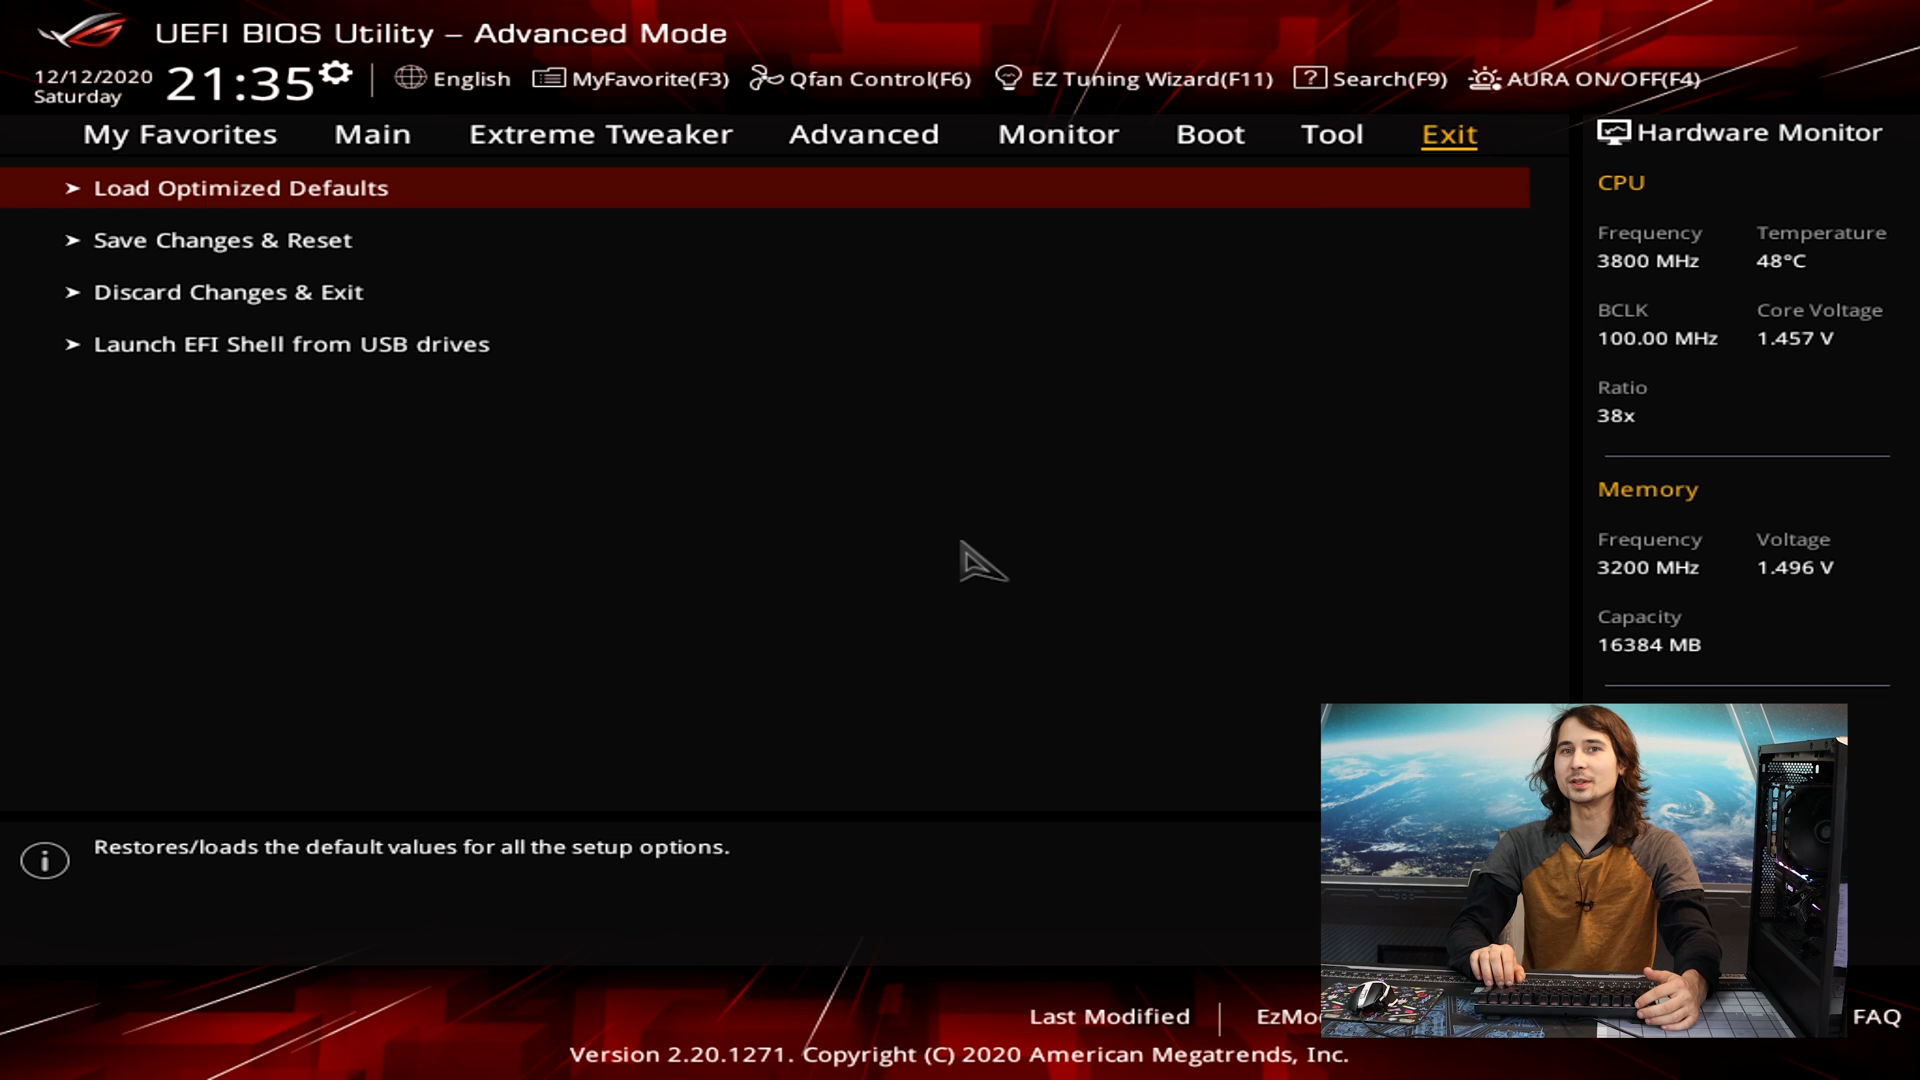 UEFI BIOS Utility – Advanced Mode
12/12/2020
Saturday
21:35
English
MyFavorite(F3)
Qfan Control(F6)
EZ Tuning Wizard(F11)
Search(F9)
AURA ON/OFF(F4)
My Favorites
Main
Extreme Tweaker
Advanced
Monitor
Boot
Tool
Exit
Load Optimized Defaults
Save Changes & Reset
Discard Changes & Exit
Launch EFI Shell from USB drives
Hardware Monitor
CPU
Frequency
Temperature
3800 MHz
48°C
BCLK
Core Voltage
100.00 MHz
1.457 V
Ratio
38x
Memory
Frequency
Voltage
3200 MHz
1.496 V
Capacity
16384 MB
Restores/loads the default values for all the setup options.
Last Modified
FAQ
Version 2.20.1271. Copyright (C) 2020 American Megatrends, Inc.